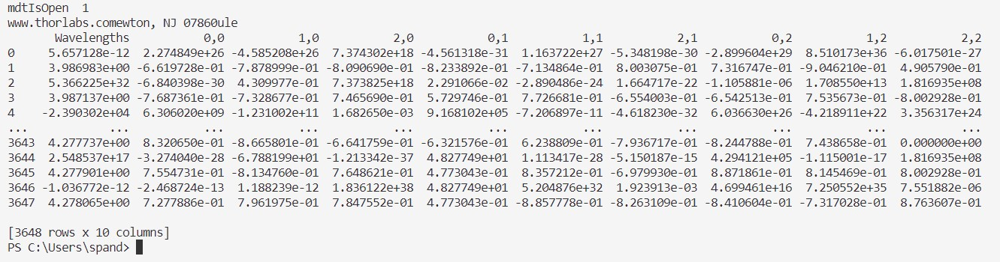 mdtIsOpen  1
www.thorlabs.comewton, NJ 07860ule
Wavelengths 0,0 1,0 2,0 0,1 1,1 2,1 0,2 1,2 2,2
0 5.657128e-12 2.274849e+26 -4.585208e+26 7.374302e+18 -4.561318e-31 1.163722e+27 -5.348198e-30 -2.899604e+29 8.510173e+36 -6.017501e-27
1 3.986983e+00 -6.619728e-01 -7.878999e-01 -8.090690e-01 -8.233892e-01 -7.134864e-01 8.003075e-01 7.316747e-01 -9.046210e-01 4.905790e-01
2 5.366225e+32 -6.840398e-30 4.309977e-01 7.373825e+18 2.291066e-02 -2.890486e-24 1.664717e-22 -1.105881e-06 1.708550e+13 1.816935e+08
3 3.987137e+00 -7.687361e-01 -7.328677e-01 7.465690e-01 5.729746e-01 7.726681e-01 -6.554003e-01 -6.542513e-01 7.535673e-01 -8.002928e-01
4 -2.390302e+04 6.306020e+09 -1.231002e+11 1.682650e-03 9.168102e+05 -7.206897e-11 -4.618230e-32 6.036630e+26 -4.218911e+22 3.356317e+24
... ... ... ... ... ... ... ... ... ... ...
3643 4.277737e+00 8.320650e-01 -8.665801e-01 -6.641759e-01 -6.321576e-01 6.238809e-01 -7.936717e-01 -8.244788e-01 7.438658e-01 0.000000e+00
3644 2.548537e+17 -3.274040e-28 -6.788199e+01 -1.213342e-37 4.827749e+01 1.113417e-28 -5.150187e-15 4.294121e+05 -1.115001e-17 1.816935e+08
3645 4.277901e+00 7.554731e-01 -8.134760e-01 7.648621e-01 4.773043e-01 8.357212e-01 -6.979930e-01 8.871861e-01 8.145469e-01 8.002928e-01
3646 -1.036772e-12 -2.468724e-13 1.188239e-12 1.836122e+38 4.827749e+01 5.204876e+32 1.923913e-03 4.699461e+16 7.250552e+35 7.551882e-06
3647 4.278065e+00 7.277886e-01 7.961975e-01 7.847552e-01 4.773043e-01 -8.857778e-01 -8.263109e-01 -8.410604e-01 -7.317028e-01 8.763607e-01
[3648 rows x 10 columns]
PS C:\Users\spand>